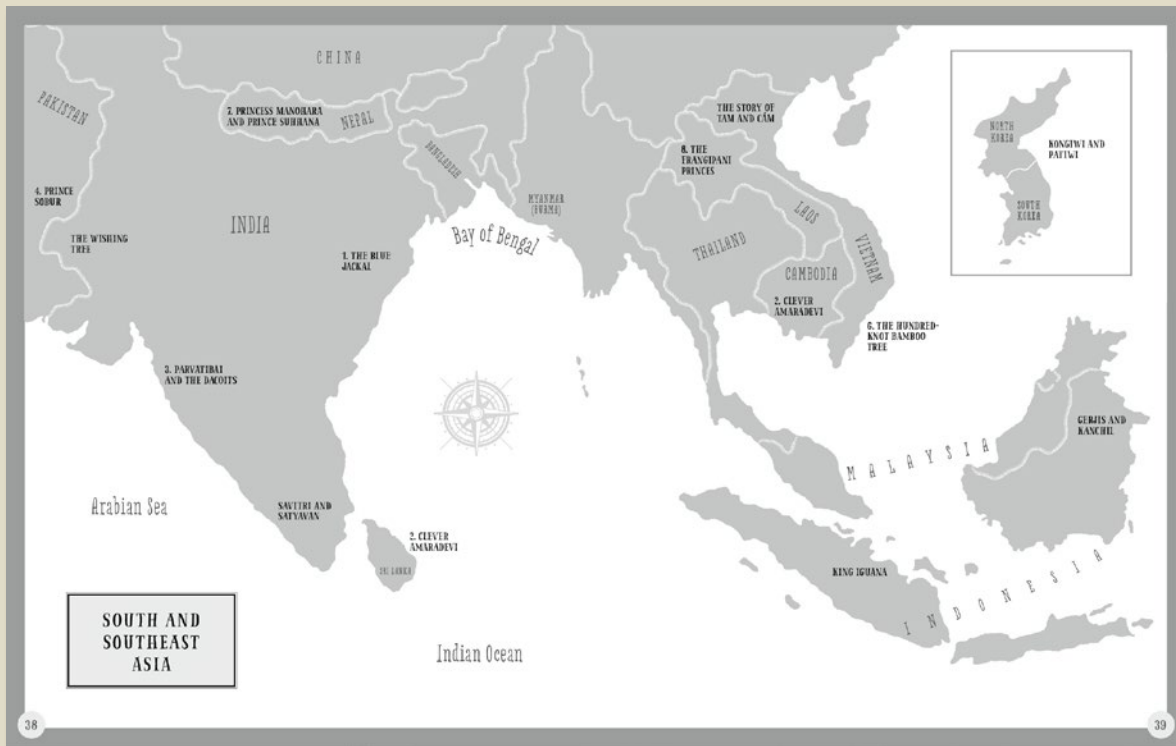 CHINA
PAKISTAN
7. PRINCESS MANOHARA
AND PRINCE SUDHANA
NEPAL
BANGLADESH
4. PRINCE
SOBUR
INDIA
THE WISHING
TREE
1. THE BLUE
JACKAL
Bay of Bengal
MYANMAR
(BURMA)
THE STORY OF
TAM AND CÁM
8. THE
FRANGIPANI
PRINCES
LAOS
THAILAND
VIETNAM
CAMBODIA
2. CLEVER
AMARADEVI
6. THE HUNDRED-
KNOT BAMBOO
TREE
NORTH
KOREA
KONGJWI AND
PATJWI
SOUTH
KOREA
3. PARVATIBAI
AND THE DACOITS
Arabian Sea
SAVITRI AND
SATYAVAN
2. CLEVER
AMARADEVI
SRI LANKA
MALAYSIA
GERJIS AND
KANCHIL
KING IGUANA
INDONESIA
SOUTH AND
SOUTHEAST
ASIA
Indian Ocean
38
39